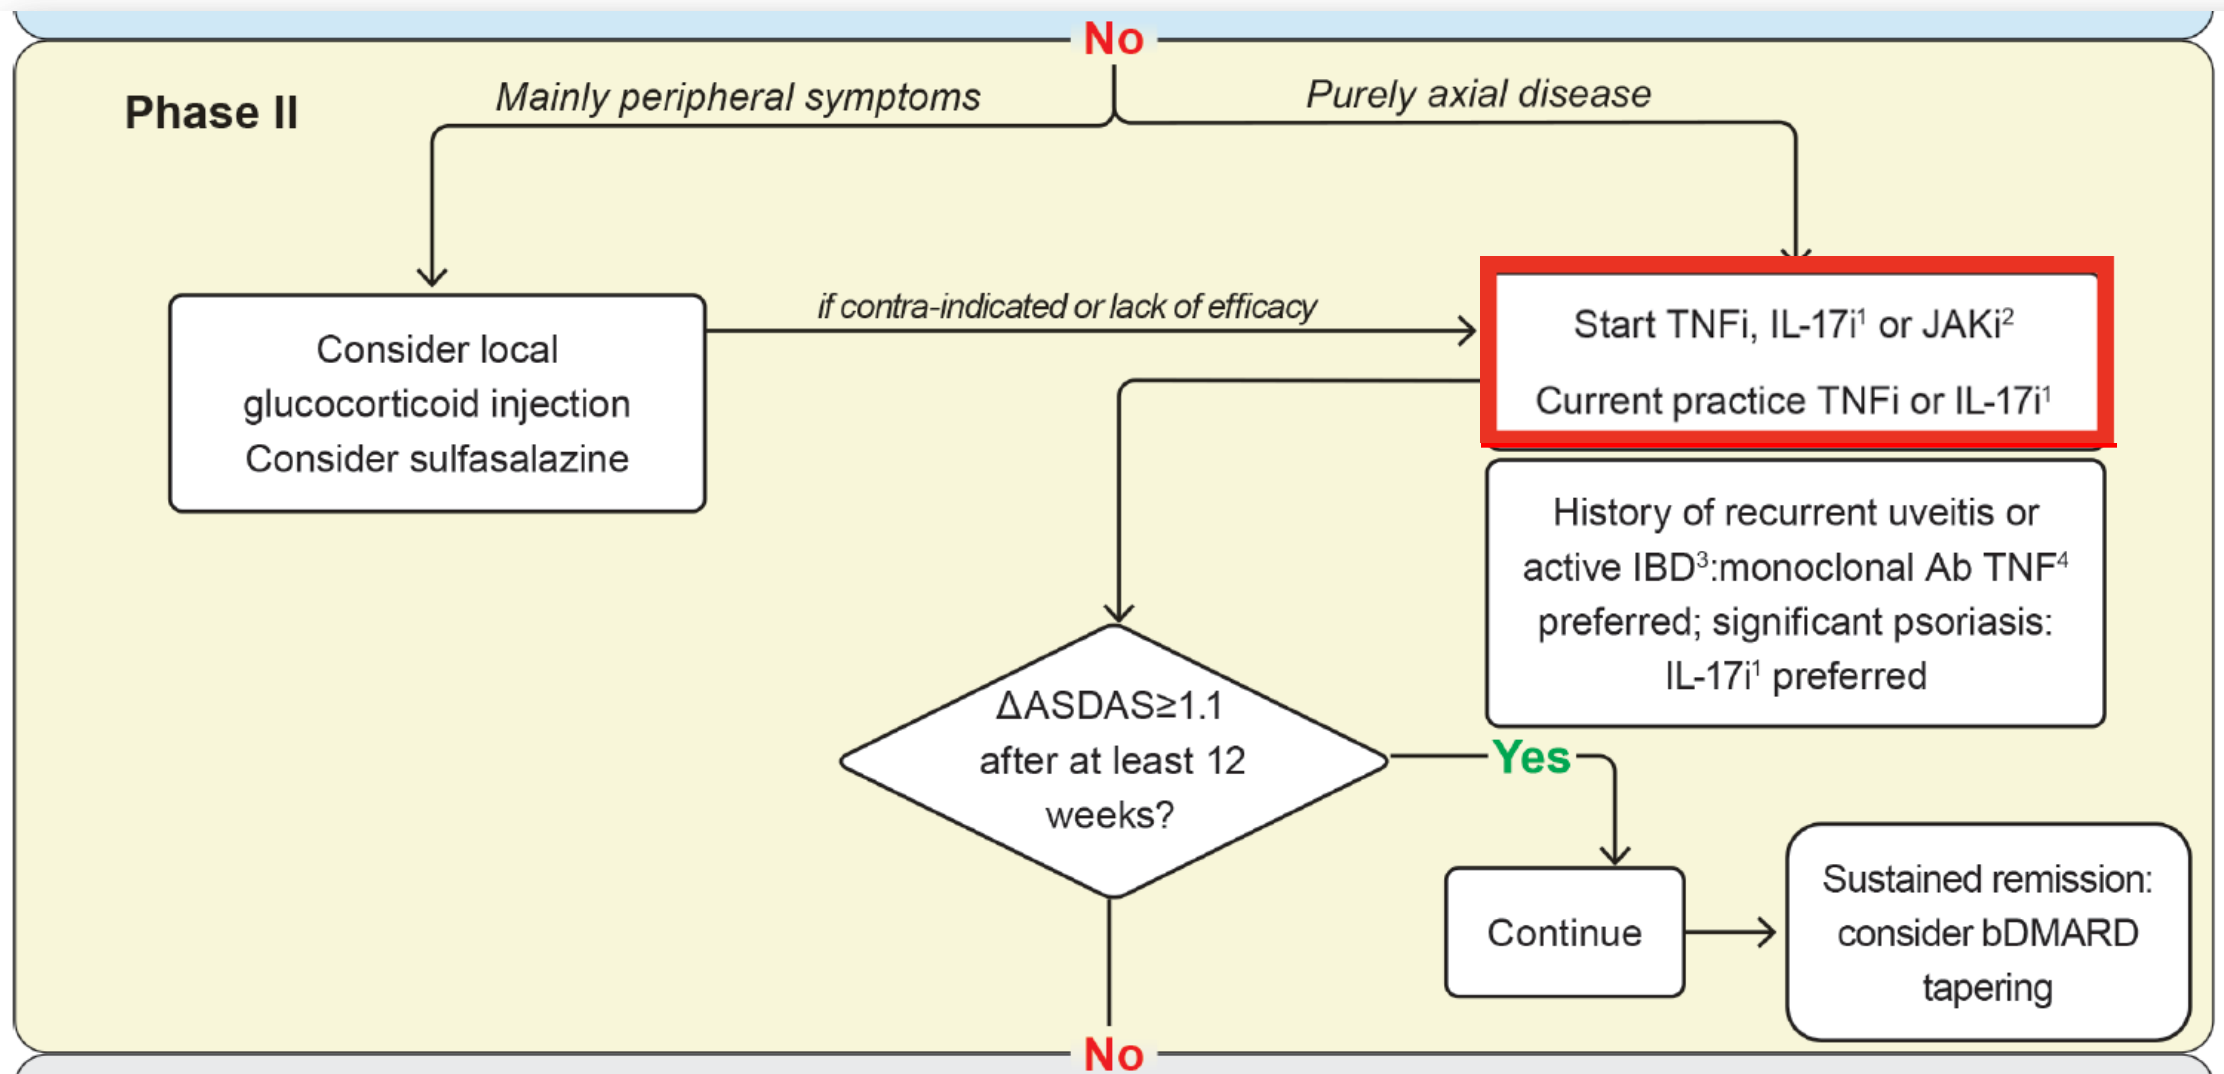 No
Phase II
Mainly peripheral symptoms
Purely axial disease
Consider local
glucocorticoid injection
Consider sulfasalazine
if contra-indicated or lack of efficacy
Start TNFi, IL-17i¹ or JAKi²
Current practice TNFi or IL-17i¹
History of recurrent uveitis or
active IBD³:monoclonal Ab TNF⁴
preferred; significant psoriasis:
IL-17i¹ preferred
ΔASDAS≥1.1
after at least 12
weeks?
Yes
Continue
Sustained remission:
consider bDMARD
tapering
No